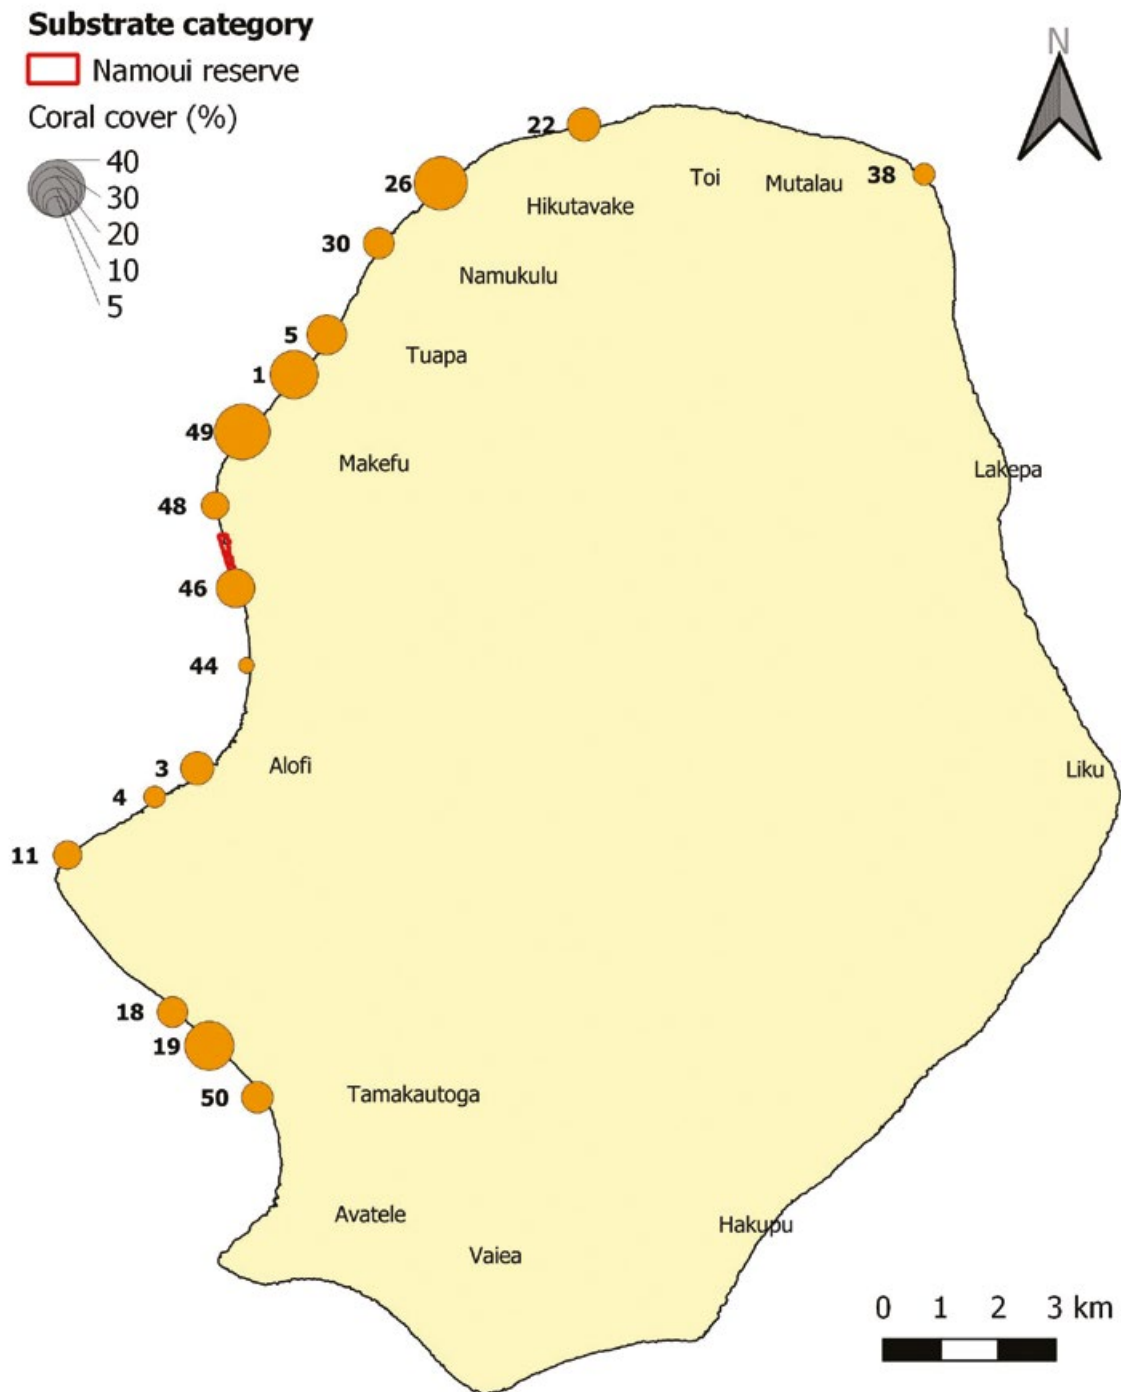 Substrate category
Namoui reserve
Coral cover (%)
40
30
20
10
5
N
22
26
38
Toi
Mutalau
Hikutavake
30
Namukulu
5
Tuapa
1
49
Makefu
Lakepa
48
46
44
3
Alofi
Liku
4
11
18
19
50
Tamakautoga
Avatele
Hakupu
Vaiea
0 1 2 3 km